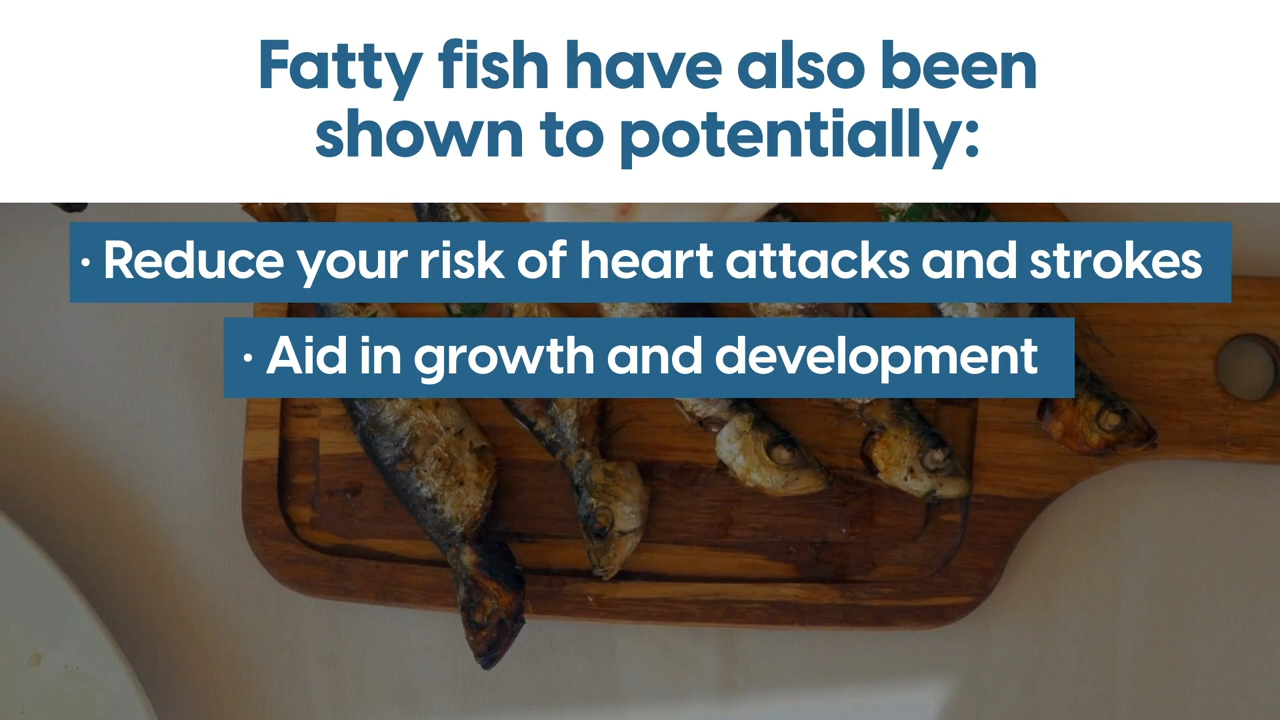 Fatty fish have also been
shown to potentially:
· Reduce your risk of heart attacks and strokes
· Aid in growth and development